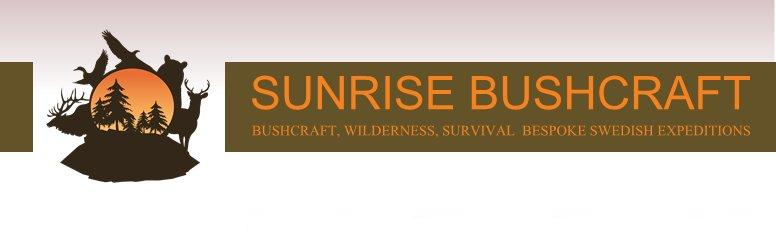 SUNRISE BUSHCRAFT
BUSHCRAFT, WILDERNESS, SURVIVAL BESPOKE SWEDISH EXPEDITIONS